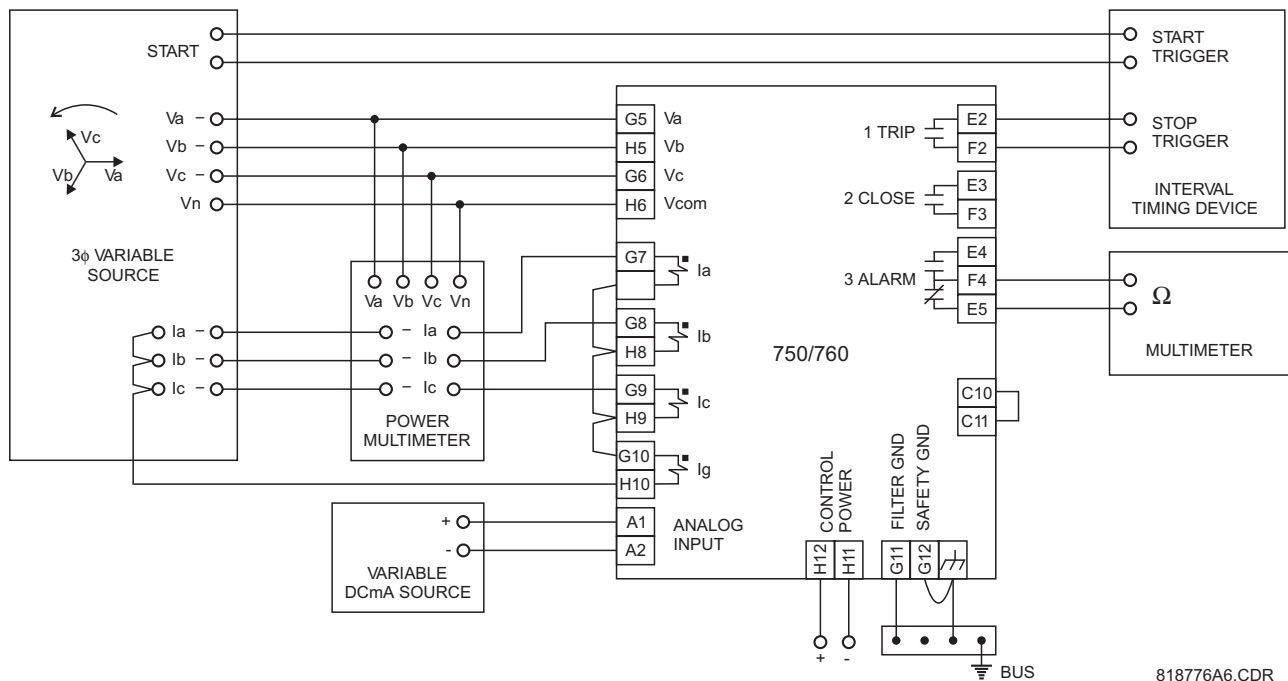 START
Va -
Vb -
Vc -
Vn
Vc
Vb
Va
3ϕ VARIABLE
SOURCE
Ia -
Ib -
Ic -
Va Vb Vc Vn
- Ia
- Ib
- Ic
POWER
MULTIMETER
+
-
VARIABLE
DCmA SOURCE
G5 Va
H5 Vb
G6 Vc
H6 Vcom
G7
Ia
G8
Ib
H8
G9
Ic
H9
G10
Ig
H10
A1
A2
ANALOG
INPUT
750/760
1 TRIP
E2
F2
2 CLOSE
E3
F3
3 ALARM
E4
F4
E5
C10
C11
CONTROL
POWER
FILTER GND
SAFETY GND
H12
H11
G11
G12
+ -
BUS
START
TRIGGER
STOP
TRIGGER
INTERVAL
TIMING DEVICE
Ω
MULTIMETER
818776A6.CDR